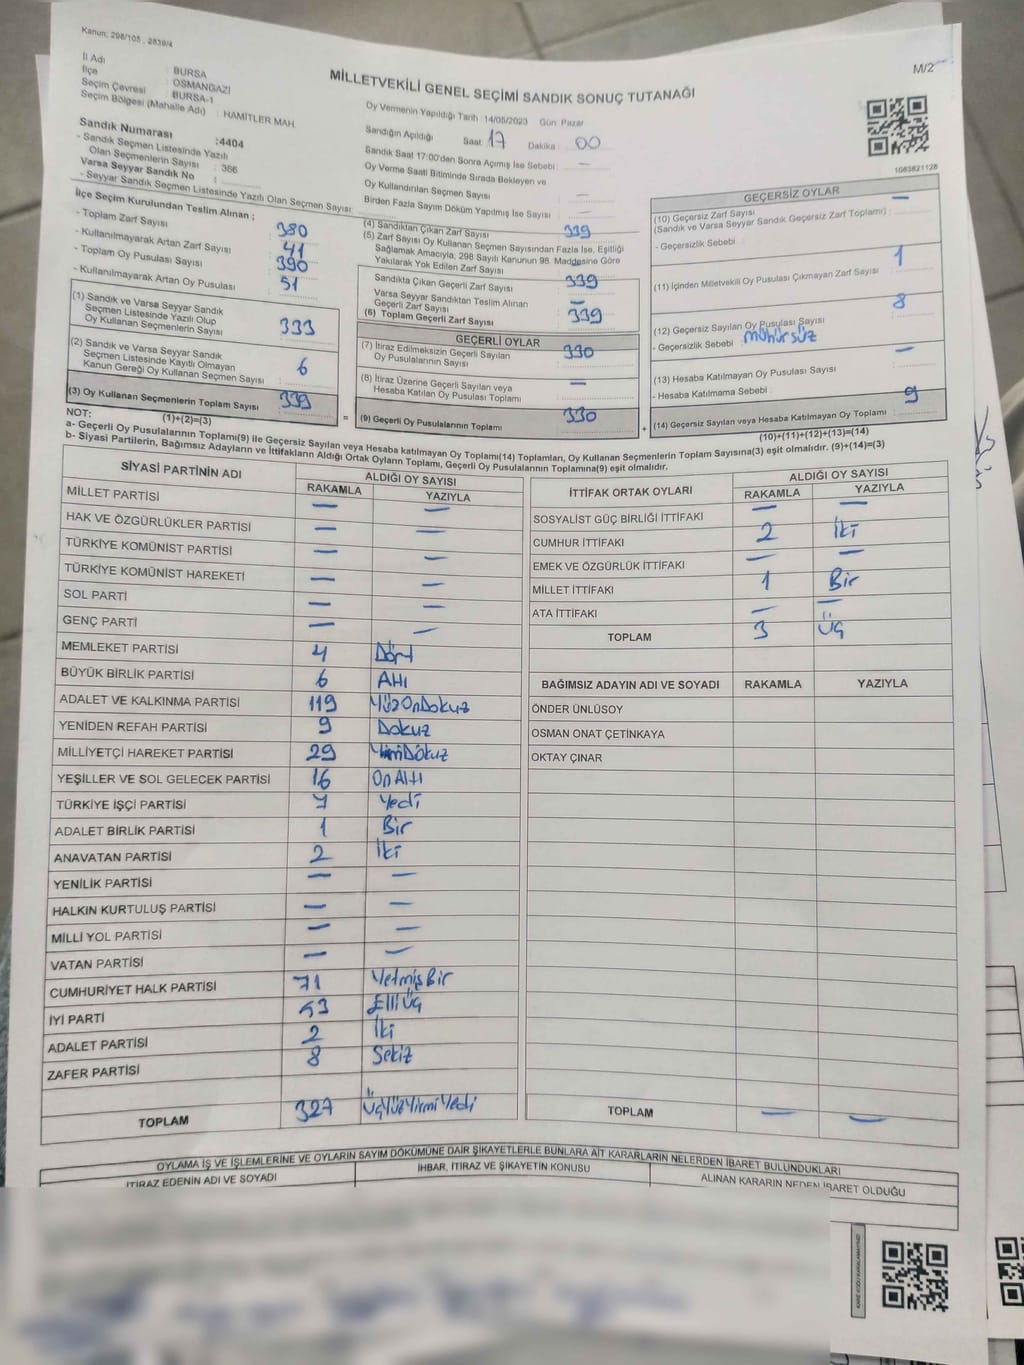 Kanun; 298/105 . 2839/4
M/2
İl Adı : BURSA
İlçe : OSMANGAZİ
Seçim Çevresi : BURSA-1
Seçim Bölgesi (Mahalle Adı) : HAMİTLER MAH.
MİLLETVEKİLİ GENEL SEÇİMİ SANDIK SONUÇ TUTANAĞI
Oy Vermenin Yapıldığı Tarih 14/05/2023 Gün Pazar
Sandığın Açıldığı Saat 17 Dakika : 00
Sandık Saat 17:00'den Sonra Açımış İse Sebebi : —
Oy Verme Saati Bitiminde Sırada Bekleyen ve
Oy Kullandırılan Seçmen Sayısı —
Birden Fazla Sayım Döküm Yapılmış İse Sayısı —
1083821128
Sandık Numarası : 4404
- Sandık Seçmen Listesinde Yazılı
Olan Seçmenlerin Sayısı : 366
Varsa Seyyar Sandık No :
- Seyyar Sandık Seçmen Listesinde Yazılı Olan Seçmen Sayısı:
İlçe Seçim Kurulundan Teslim Alınan ;
- Toplam Zarf Sayısı 380
- Kullanılmayarak Artan Zarf Sayısı 41
- Toplam Oy Pusulası Sayısı 390
- Kullanılmayarak Artan Oy Pusulası 51
(1) Sandık ve Varsa Seyyar Sandık
Seçmen Listesinde Yazılı Olup
Oy Kullanan Seçmenlerin Sayısı 333
(2) Sandık ve Varsa Seyyar Sandık
Seçmen Listesinde Kayıtlı Olmayan
Kanun Gereği Oy Kullanan Seçmen Sayısı 6
(3) Oy Kullanan Seçmenlerin Toplam Sayısı 339
(1)+(2)=(3)
(4) Sandıktan Çıkan Zarf Sayısı 339
(5) Zarf Sayısı Oy Kullanan Seçmen Sayısından Fazla İse, Eşitliği
Sağlamak Amacıyla, 298 Sayılı Kanunun 98. Maddesine Göre
Yakılarak Yok Edilen Zarf Sayısı
Sandıkta Çıkan Geçerli Zarf Sayısı 339
Varsa Seyyar Sandıktan Teslim Alınan
Geçerli Zarf Sayısı —
(6) Toplam Geçerli Zarf Sayısı 339
GEÇERLİ OYLAR
(7) İtiraz Edilmeksizin Geçerli Sayılan
Oy Pusulalarının Sayısı 330
(8) İtiraz Üzerine Geçerli Sayılan veya
Hesaba Katılan Oy Pusulası Toplamı —
= (9) Geçerli Oy Pusulalarının Toplamı 330 +
GEÇERSİZ OYLAR
(10) Geçersiz Zarf Sayısı —
(Sandık ve Varsa Seyyar Sandık Geçersiz Zarf Toplamı) :
- Geçersizlik Sebebi :
(11) İçinden Milletvekili Oy Pusulası Çıkmayan Zarf Sayısı 1
(12) Geçersiz Sayılan Oy Pusulası Sayısı 8
- Geçersizlik Sebebi : mühürsüz
(13) Hesaba Katılmayan Oy Pusulası Sayısı —
- Hesaba Katılmama Sebebi :
(14) Geçersiz Sayılan veya Hesaba Katılmayan Oy Toplamı 9
(10)+(11)+(12)+(13)=(14)
NOT:
a- Geçerli Oy Pusulalarının Toplamı(9) ile Geçersiz Sayılan veya Hesaba katılmayan Oy Toplamı(14) Toplamları, Oy Kullanan Seçmenlerin Toplam Sayısına(3) eşit olmalıdır. (9)+(14)=(3)
b- Siyasi Partilerin, Bağımsız Adayların ve İttifakların Aldığı Ortak Oyların Toplamı, Geçerli Oy Pusulalarının Toplamına(9) eşit olmalıdır.
SİYASİ PARTİNİN ADI ALDIĞI OY SAYISI
RAKAMLA YAZIYLA
MİLLET PARTİSİ — —
HAK VE ÖZGÜRLÜKLER PARTİSİ — —
TÜRKİYE KOMÜNİST PARTİSİ — —
TÜRKİYE KOMÜNİST HAREKETİ — —
SOL PARTİ — —
GENÇ PARTİ — —
MEMLEKET PARTİSİ 4 Dört
BÜYÜK BİRLİK PARTİSİ 6 Altı
ADALET VE KALKINMA PARTİSİ 119 YüzOnDokuz
YENİDEN REFAH PARTİSİ 9 Dokuz
MİLLİYETÇİ HAREKET PARTİSİ 29 YirmiDokuz
YEŞİLLER VE SOL GELECEK PARTİSİ 16 OnAltı
TÜRKİYE İŞÇİ PARTİSİ 7 Yedi
ADALET BİRLİK PARTİSİ 1 Bir
ANAVATAN PARTİSİ 2 İki
YENİLİK PARTİSİ — —
HALKIN KURTULUŞ PARTİSİ — —
MİLLİ YOL PARTİSİ — —
VATAN PARTİSİ — —
CUMHURİYET HALK PARTİSİ 71 YetmişBir
İYİ PARTİ 53 ElliÜç
ADALET PARTİSİ 2 İki
ZAFER PARTİSİ 8 Sekiz
TOPLAM 327 ÜçYüzYirmiYedi
İTTİFAK ORTAK OYLARI ALDIĞI OY SAYISI
RAKAMLA YAZIYLA
SOSYALİST GÜÇ BİRLİĞİ İTTİFAKI — —
CUMHUR İTTİFAKI 2 İki
EMEK VE ÖZGÜRLÜK İTTİFAKI — —
MİLLET İTTİFAKI 1 Bir
ATA İTTİFAKI — —
TOPLAM 3 Üç
BAĞIMSIZ ADAYIN ADI VE SOYADI RAKAMLA YAZIYLA
ÖNDER ÜNLÜSOY
OSMAN ONAT ÇETİNKAYA
OKTAY ÇINAR
TOPLAM — —
OYLAMA İŞ VE İŞLEMLERİNE VE OYLARIN SAYIM DÖKÜMÜNE DAİR ŞİKAYETLERLE BUNLARA AİT KARARLARIN NELERDEN İBARET BULUNDUKLARI
İTİRAZ EDENİN ADI VE SOYADI İHBAR, İTİRAZ VE ŞİKAYETİN KONUSU ALINAN KARARIN NEDEN İBARET OLDUĞU